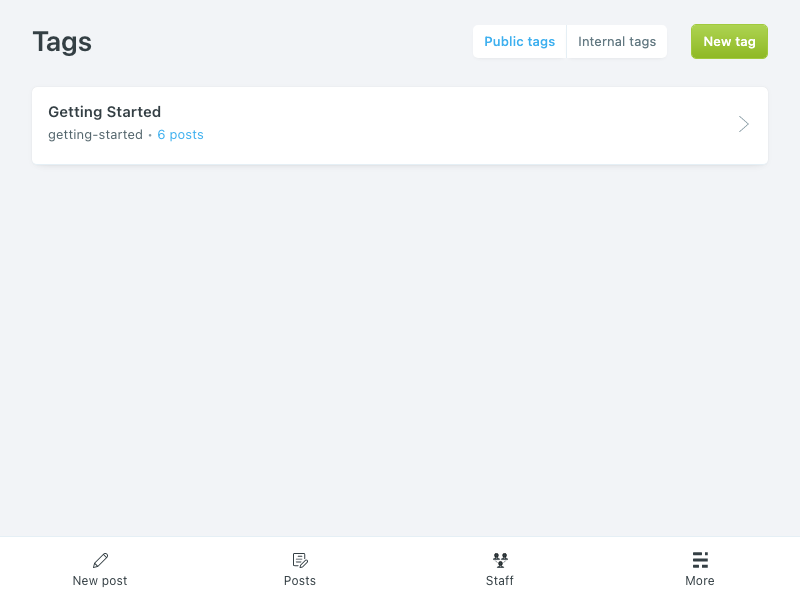 Tags
Public tags
Internal tags
New tag
Getting Started
getting-started • 6 posts
New post
Posts
Staff
More